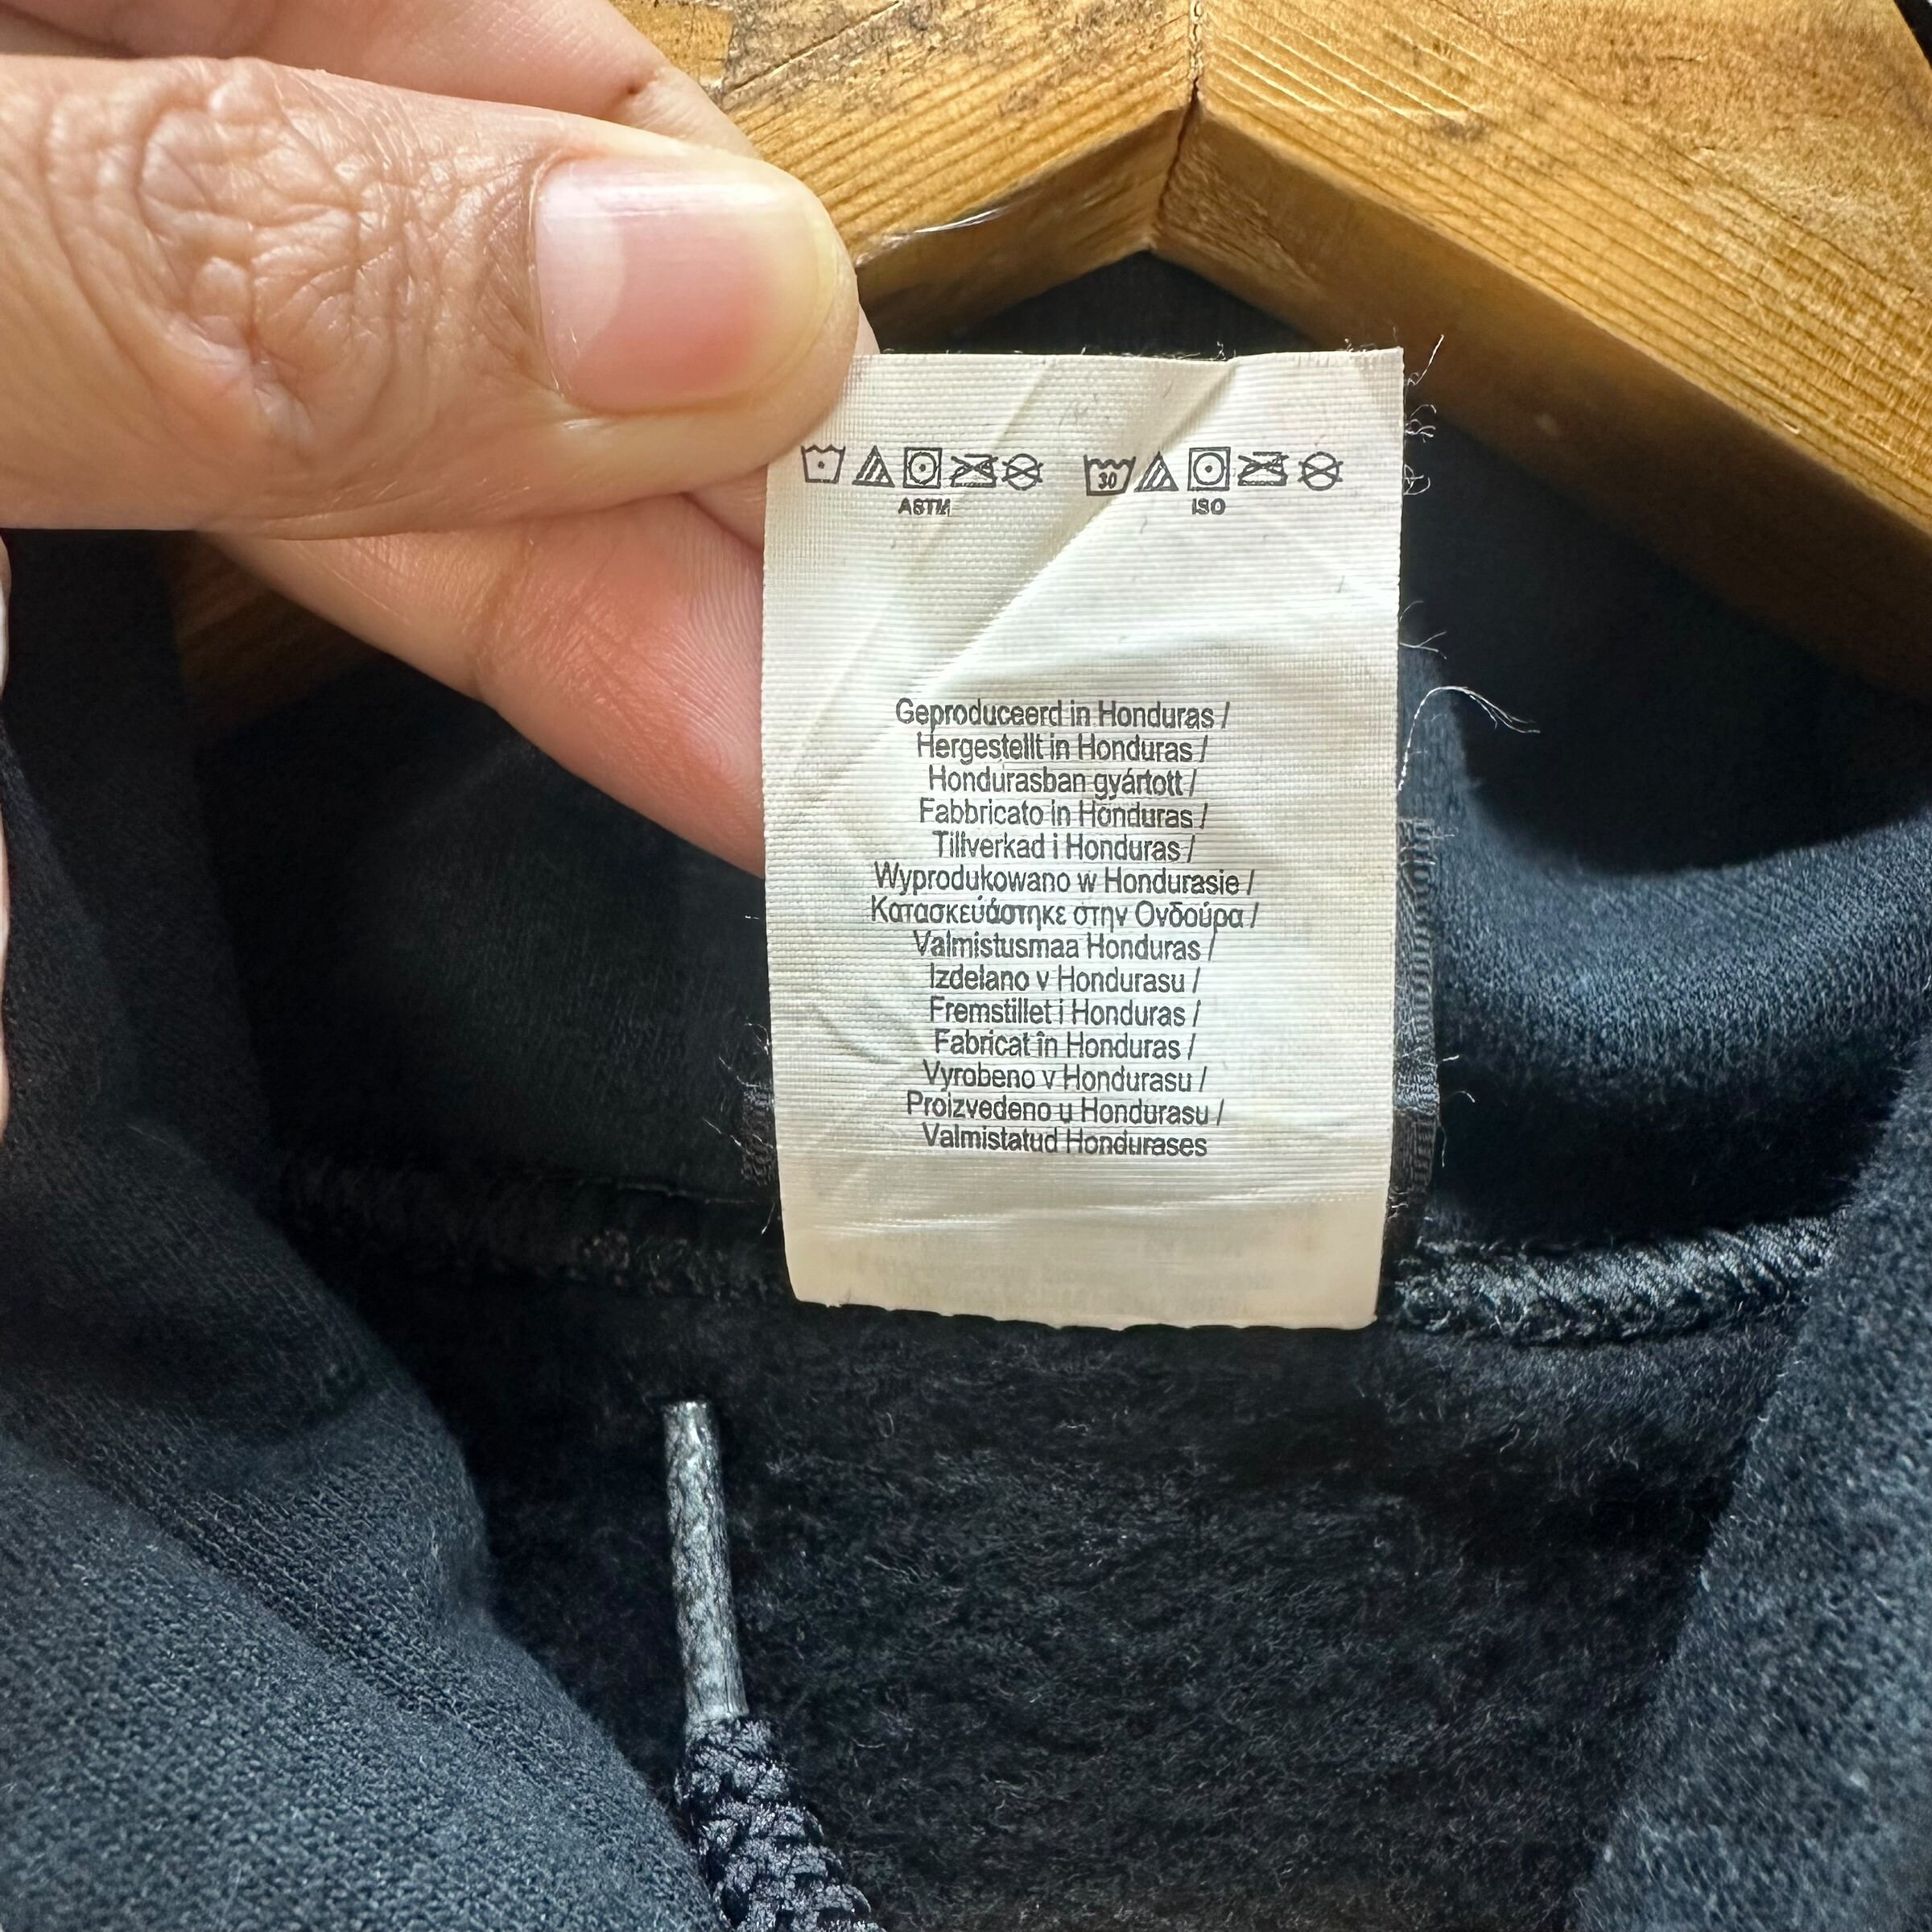 30
ASTM ISO
Geproduceerd in Honduras /
Hergestellt in Honduras /
Hondurasban gyártott /
Fabbricato in Honduras /
Tillverkad i Honduras /
Wyprodukowano w Hondurasie /
Κατασκευάστηκε στην Ονδούρα /
Valmistusmaa Honduras /
Izdelano v Hondurasu /
Fremstillet i Honduras /
Fabricat în Honduras /
Vyrobeno v Hondurasu /
Proizvedeno u Hondurasu /
Valmistatud Hondurases